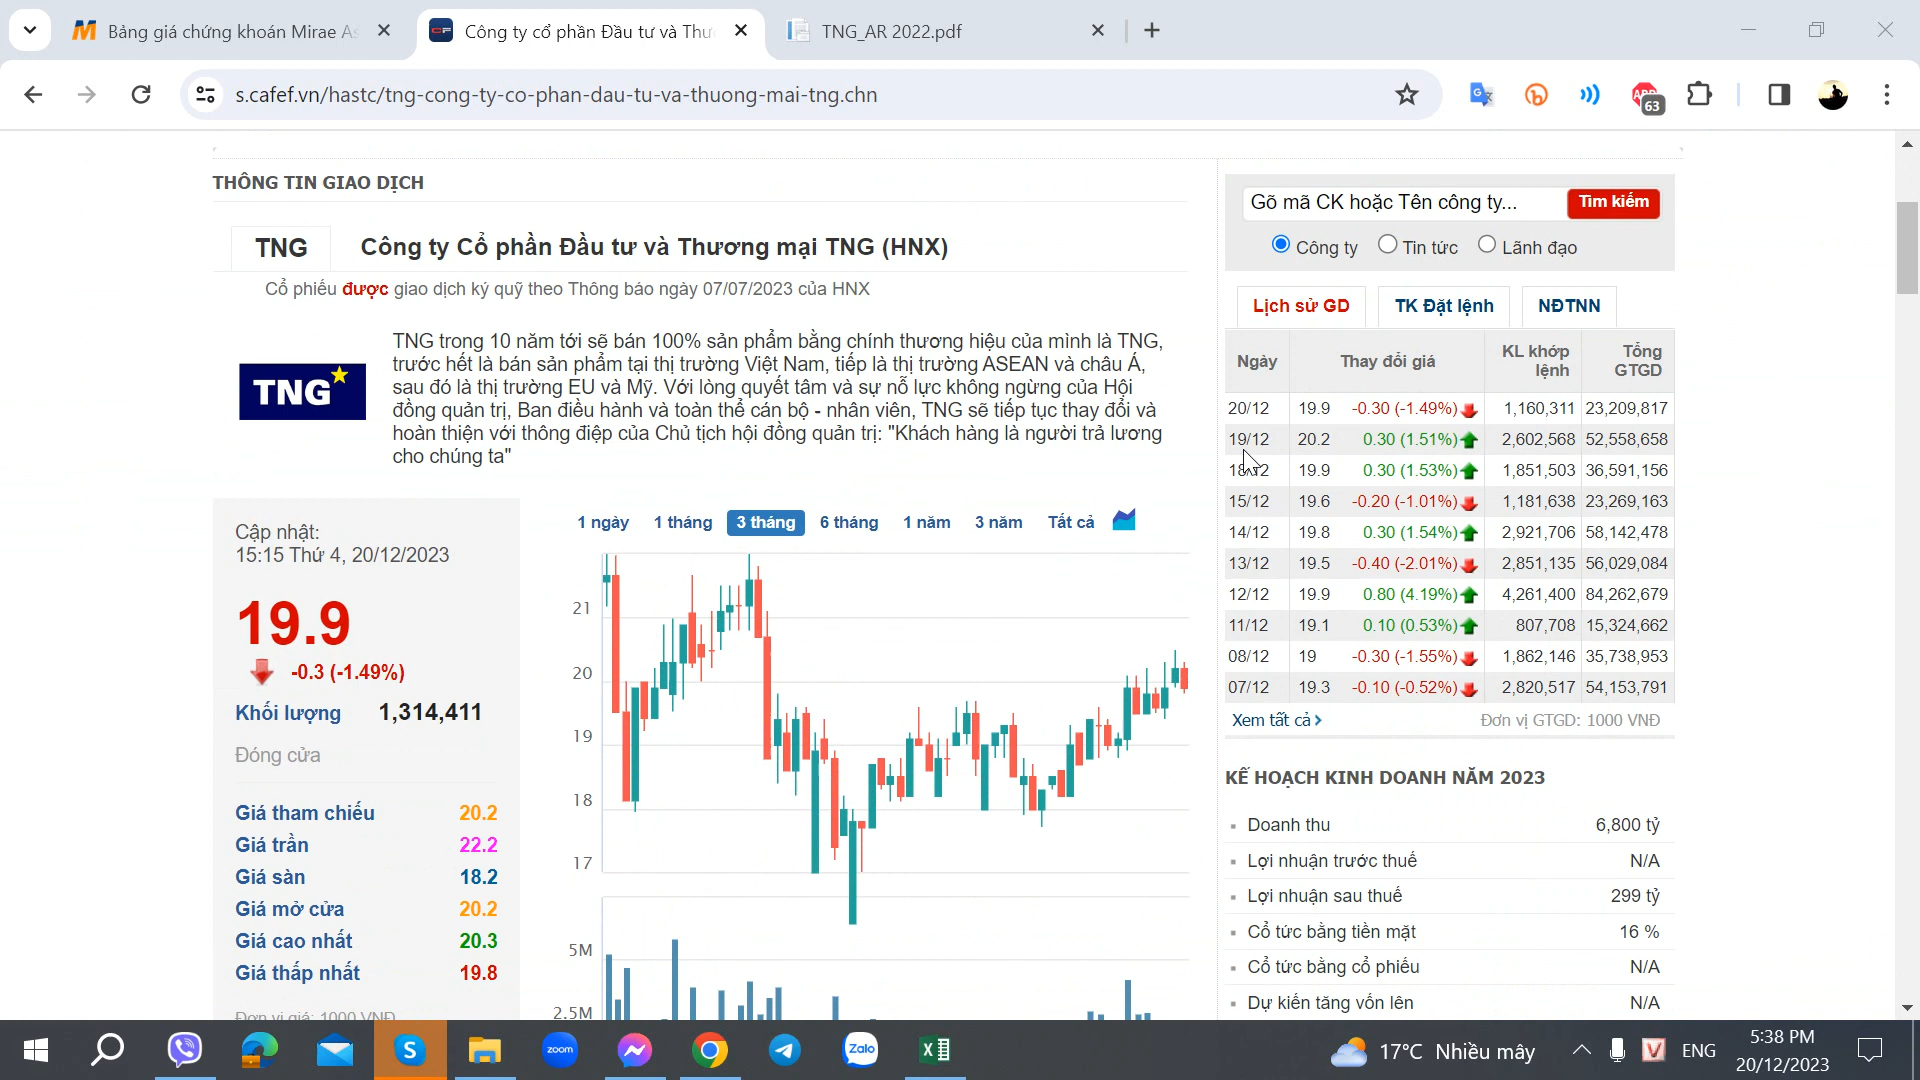 Bảng giá chứng khoán Mirae As
Công ty cổ phần Đầu tư và Thươ
TNG_AR 2022.pdf
s.cafef.vn/hastc/tng-cong-ty-co-phan-dau-tu-va-thuong-mai-tng.chn
63
THÔNG TIN GIAO DỊCH
TNG
Công ty Cổ phần Đầu tư và Thương mại TNG (HNX)
Cổ phiếu được giao dịch ký quỹ theo Thông báo ngày 07/07/2023 của HNX
TNG
TNG trong 10 năm tới sẽ bán 100% sản phẩm bằng chính thương hiệu của mình là TNG,
trước hết là bán sản phẩm tại thị trường Việt Nam, tiếp là thị trường ASEAN và châu Á,
sau đó là thị trường EU và Mỹ. Với lòng quyết tâm và sự nỗ lực không ngừng của Hội
đồng quản trị, Ban điều hành và toàn thể cán bộ - nhân viên, TNG sẽ tiếp tục thay đổi và
hoàn thiện với thông điệp của Chủ tịch hội đồng quản trị: "Khách hàng là người trả lương
cho chúng ta"
Cập nhật:
15:15 Thứ 4, 20/12/2023
19.9
-0.3 (-1.49%)
Khối lượng 1,314,411
Đóng cửa
Giá tham chiếu 20.2
Giá trần 22.2
Giá sàn 18.2
Giá mở cửa 20.2
Giá cao nhất 20.3
Giá thấp nhất 19.8
Đơn vị giá: 1000 VNĐ
1 ngày 1 tháng 3 tháng 6 tháng 1 năm 3 năm Tất cả
21
20
19
18
17
5M
2.5M
Gõ mã CK hoặc Tên công ty...
Tìm kiếm
Công ty Tin tức Lãnh đạo
Lịch sử GD TK Đặt lệnh NĐTNN
Ngày Thay đổi giá KL khớp lệnh Tổng GTGD
20/12 19.9 -0.30 (-1.49%) 1,160,311 23,209,817
19/12 20.2 0.30 (1.51%) 2,602,568 52,558,658
18/12 19.9 0.30 (1.53%) 1,851,503 36,591,156
15/12 19.6 -0.20 (-1.01%) 1,181,638 23,269,163
14/12 19.8 0.30 (1.54%) 2,921,706 58,142,478
13/12 19.5 -0.40 (-2.01%) 2,851,135 56,029,084
12/12 19.9 0.80 (4.19%) 4,261,400 84,262,679
11/12 19.1 0.10 (0.53%) 807,708 15,324,662
08/12 19 -0.30 (-1.55%) 1,862,146 35,738,953
07/12 19.3 -0.10 (-0.52%) 2,820,517 54,153,791
Xem tất cả Đơn vị GTGD: 1000 VNĐ
KẾ HOẠCH KINH DOANH NĂM 2023
Doanh thu 6,800 tỷ
Lợi nhuận trước thuế N/A
Lợi nhuận sau thuế 299 tỷ
Cổ tức bằng tiền mặt 16 %
Cổ tức bằng cổ phiếu N/A
Dự kiến tăng vốn lên N/A
zoom
Zalo
17°C Nhiều mây
ENG
5:38 PM
20/12/2023